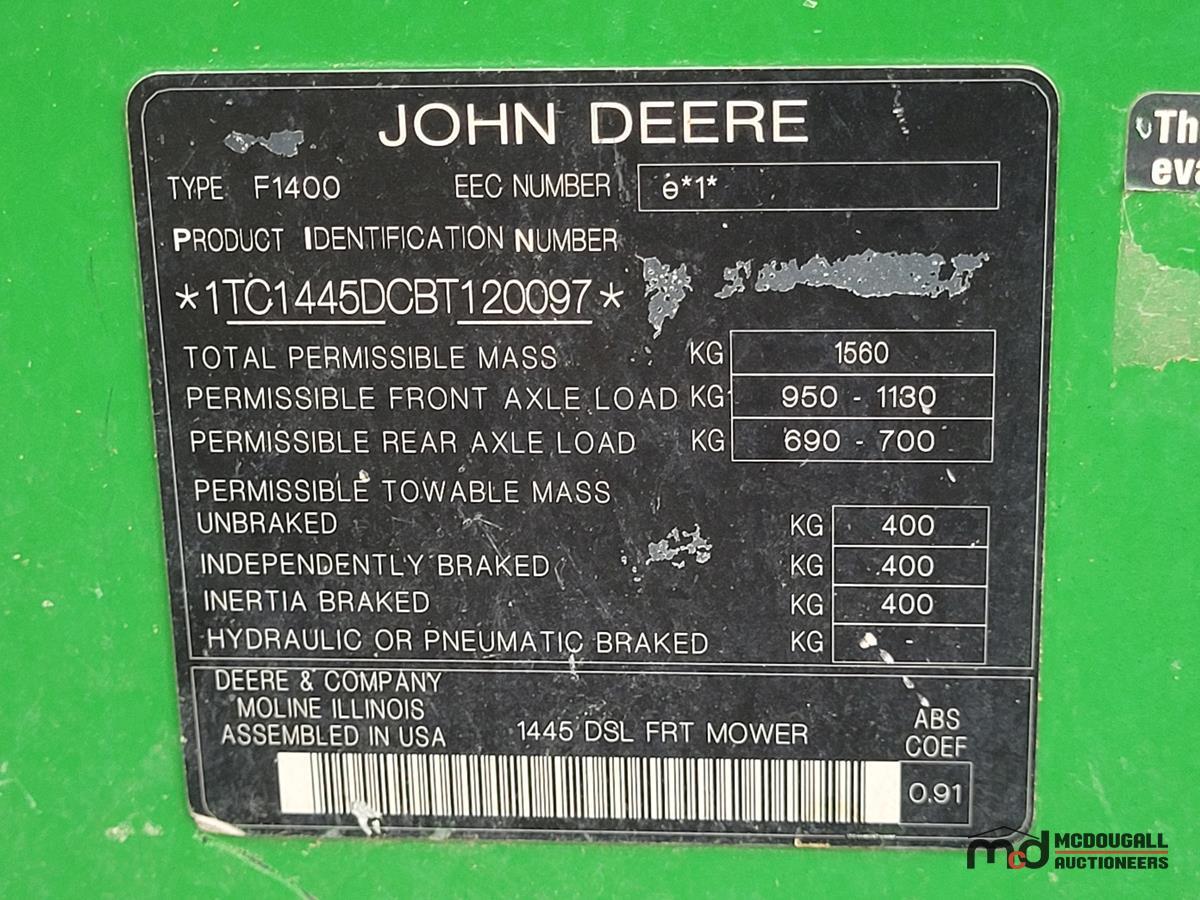 JOHN DEERE
TYPE F1400 EEC NUMBER e*1*
PRODUCT IDENTIFICATION NUMBER
*1TC1445DCBT120097*
TOTAL PERMISSIBLE MASS KG 1560
PERMISSIBLE FRONT AXLE LOAD KG 950 - 1130
PERMISSIBLE REAR AXLE LOAD KG 690 - 700
PERMISSIBLE TOWABLE MASS
UNBRAKED KG 400
INDEPENDENTLY BRAKED KG 400
INERTIA BRAKED KG 400
HYDRAULIC OR PNEUMATIC BRAKED KG -
DEERE & COMPANY
MOLINE ILLINOIS
ASSEMBLED IN USA
1445 DSL FRT MOWER
ABS
COEF
0.91
Th
eva
mcd MCDOUGALL
AUCTIONEERS